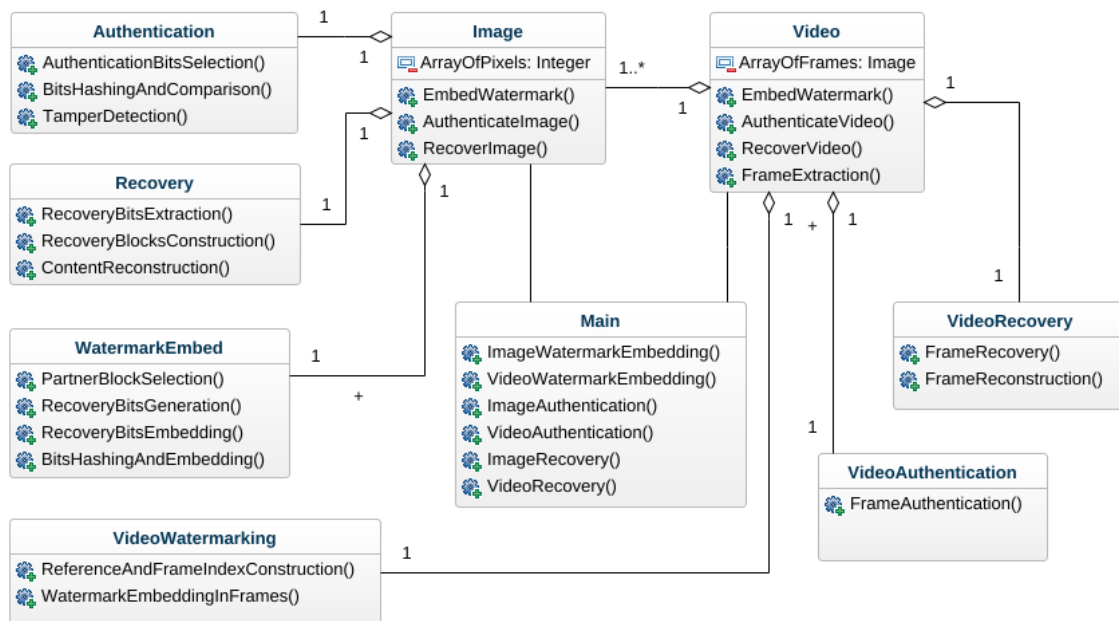 Authentication
AuthenticationBitsSelection()
BitsHashingAndComparison()
TamperDetection()
1
1
Image
ArrayOfPixels: Integer
EmbedWatermark()
AuthenticateImage()
RecoverImage()
1..*
1
Video
ArrayOfFrames: Image
EmbedWatermark()
AuthenticateVideo()
RecoverVideo()
FrameExtraction()
1
1
Recovery
RecoveryBitsExtraction()
RecoveryBlocksConstruction()
ContentReconstruction()
1
1
1
+
1
1
WatermarkEmbed
PartnerBlockSelection()
RecoveryBitsGeneration()
RecoveryBitsEmbedding()
BitsHashingAndEmbedding()
1
+
Main
ImageWatermarkEmbedding()
VideoWatermarkEmbedding()
ImageAuthentication()
VideoAuthentication()
ImageRecovery()
VideoRecovery()
VideoRecovery
FrameRecovery()
FrameReconstruction()
1
VideoAuthentication
FrameAuthentication()
VideoWatermarking
ReferenceAndFrameIndexConstruction()
WatermarkEmbeddingInFrames()
1